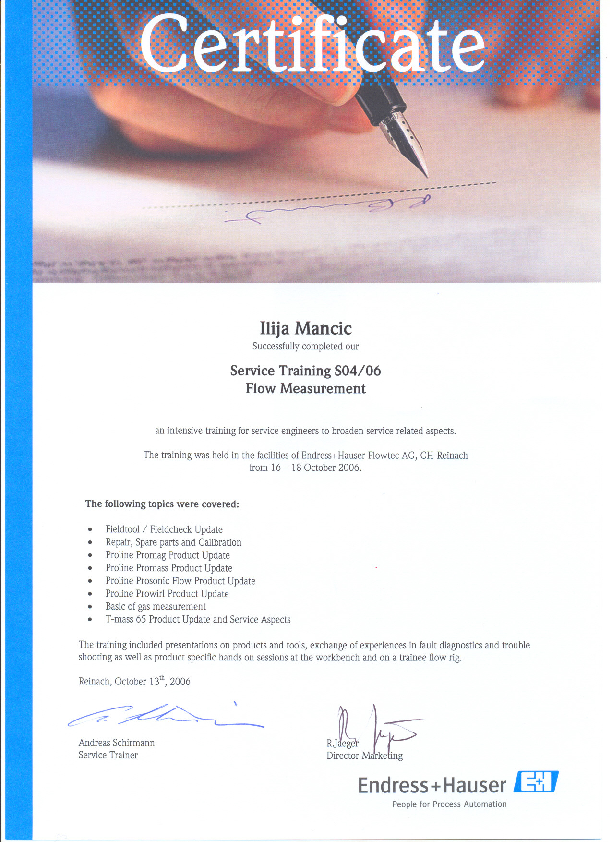 Certificate
Ilija Mancic
Successfully completed our
Service Training S04/06
Flow Measurement
an intensive training for service engineers to broaden service related aspects.
The training was held in the facilities of Endress+Hauser Flowtec AG, CH Reinach
from 16 – 18 October 2006.
The following topics were covered:
• Fieldtool / Fieldcheck Update
• Repair, Spare parts and Calibration
• Proline Promag Product Update
• Proline Promass Product Update
• Proline Prosonic Flow Product Update
• Proline Prowirl Product Update
• Basic of gas measurement
• T-mass 65 Product Update and Service Aspects
The training included presentations on products and tools, exchange of experiences in fault diagnostics and trouble
shooting as well as product specific hands on sessions at the workbench and on a trainee flow rig.
Reinach, October 13th, 2006
Andreas Schirmann
Service Trainer
R. Jaeger
Director Marketing
Endress+Hauser EH
People for Process Automation